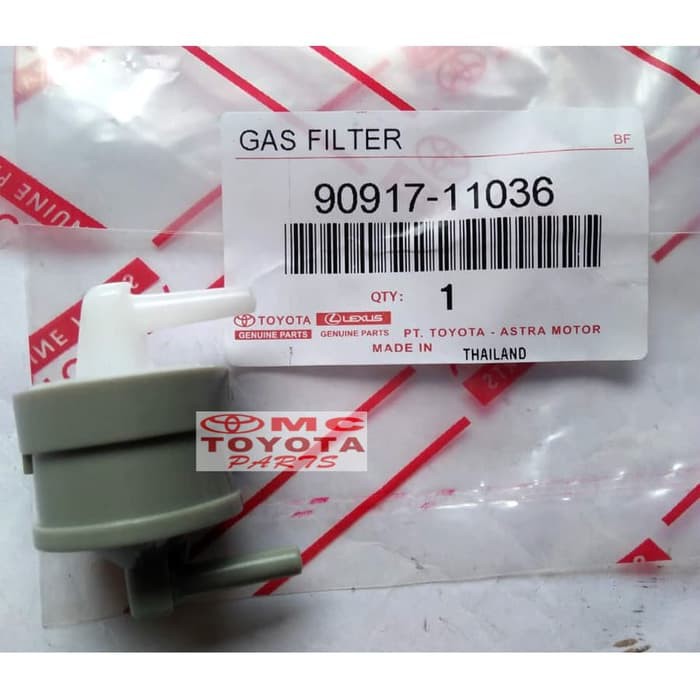 GAS FILTER
BF
90917-11036
QTY: 1
TOYOTA LEXUS
GENUINE PARTS GENUINE PARTS PT. TOYOTA - ASTRA MOTOR
MADE IN THAILAND
MC
TOYOTA
PARTS